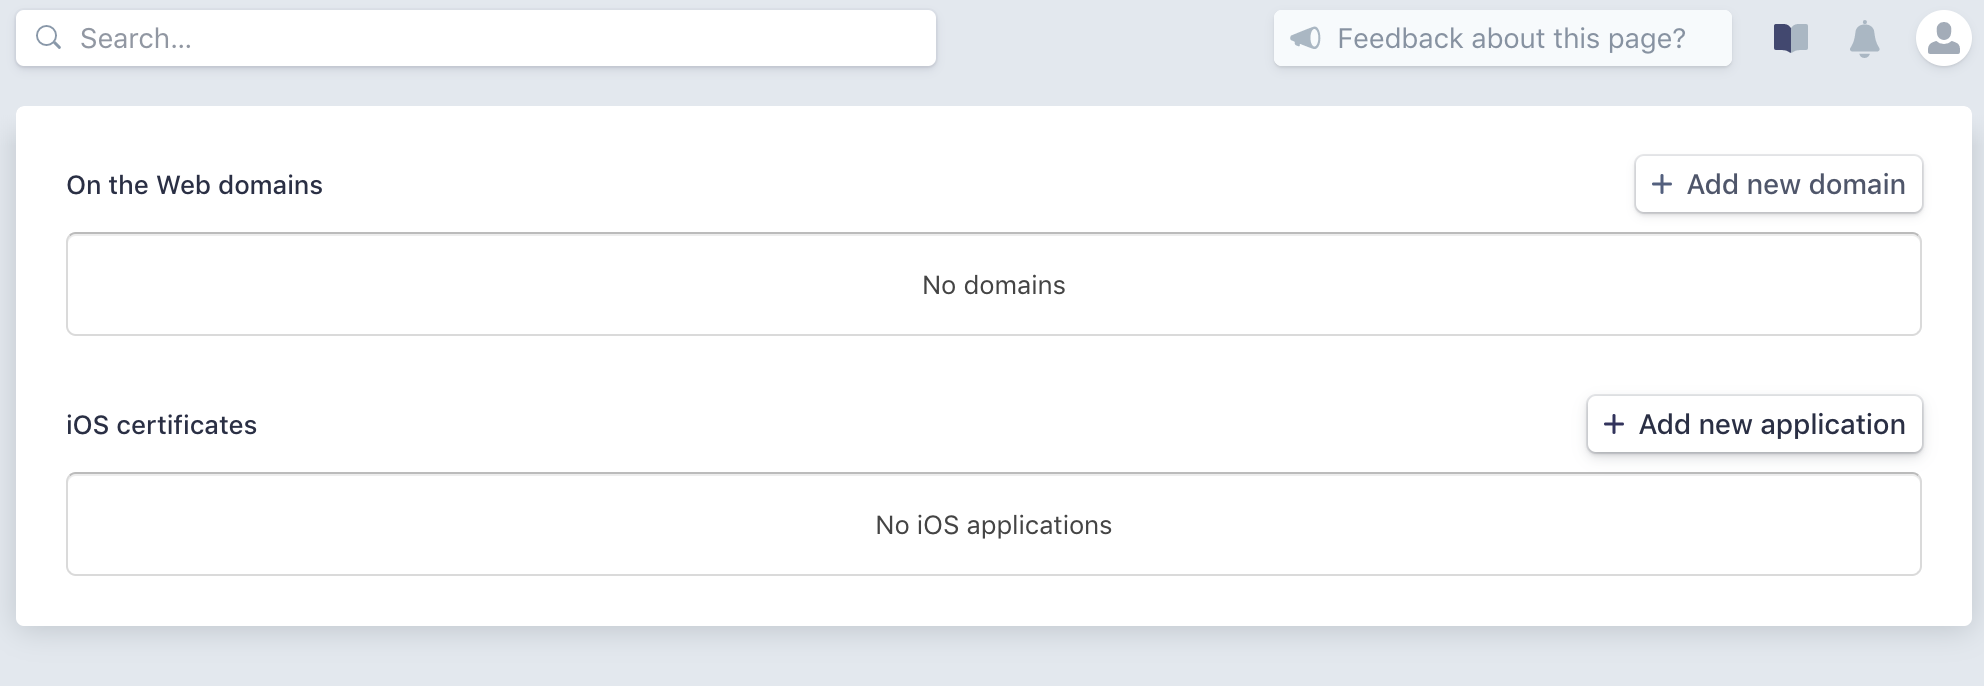 Search...
Feedback about this page?
On the Web domains
+ Add new domain
No domains
iOS certificates
+ Add new application
No iOS applications